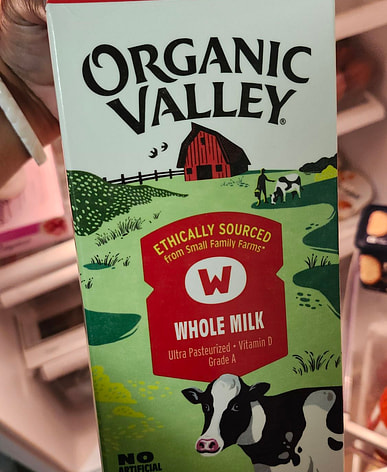 ORGANIC
VALLEY®
ETHICALLY SOURCED
from Small Family Farms*
W
WHOLE MILK
Ultra Pasteurized • Vitamin D
Grade A
NO
ARTIFICIAL